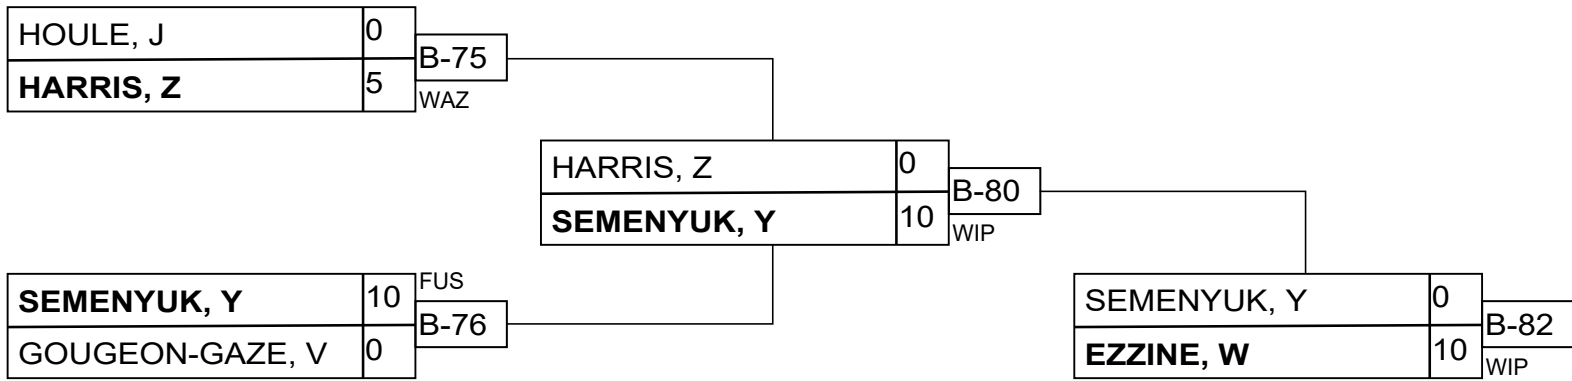 HOULE, J 0
B-75
HARRIS, Z 5
WAZ
HARRIS, Z 0
B-80
SEMENYUK, Y 10
WIP
FUS
SEMENYUK, Y 10
B-76
GOUGEON-GAZE, V 0
SEMENYUK, Y 0
B-82
EZZINE, W 10
WIP